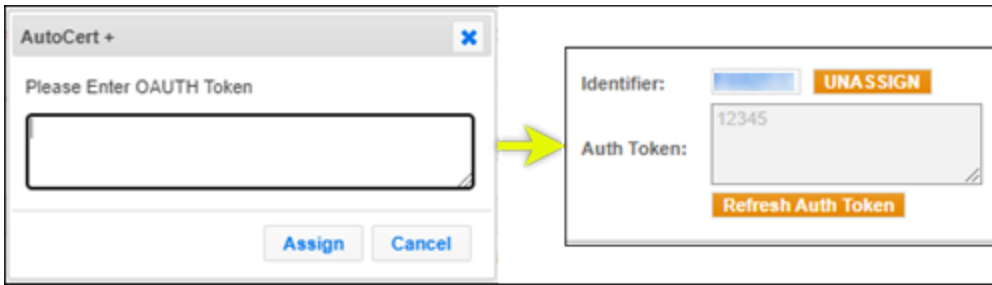 AutoCert +
Please Enter OAUTH Token
Assign Cancel
Identifier: UNASSIGN
Auth Token: 12345
Refresh Auth Token